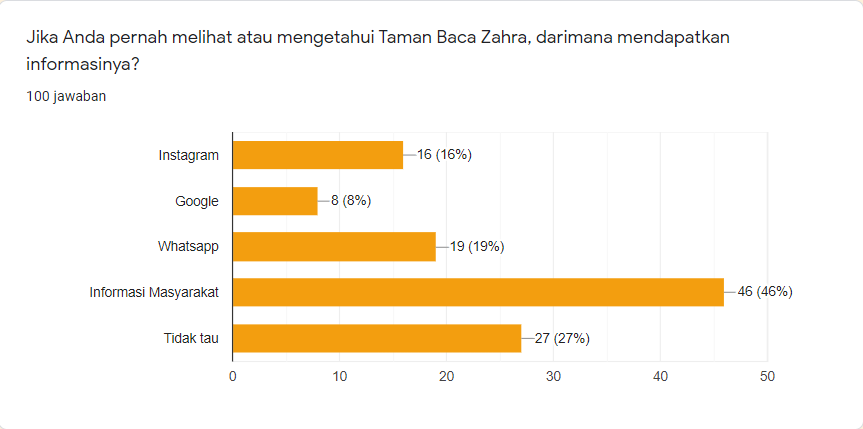 Jika Anda pernah melihat atau mengetahui Taman Baca Zahra, darimana mendapatkan
informasinya?
100 jawaban
Instagram 16 (16%)
Google 8 (8%)
Whatsapp 19 (19%)
Informasi Masyarakat 46 (46%)
Tidak tau 27 (27%)
0 10 20 30 40 50